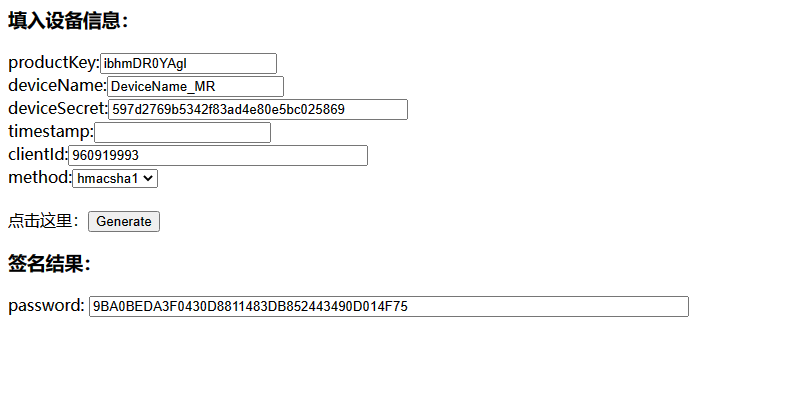 填入设备信息：
productKey:ibhmDR0YAgl
deviceName:DeviceName_MR
deviceSecret:597d2769b5342f83ad4e80e5bc025869
timestamp:
clientId:960919993
method:hmacsha1
点击这里：Generate
签名结果：
password: 9BA0BEDA3F0430D8811483DB852443490D014F75